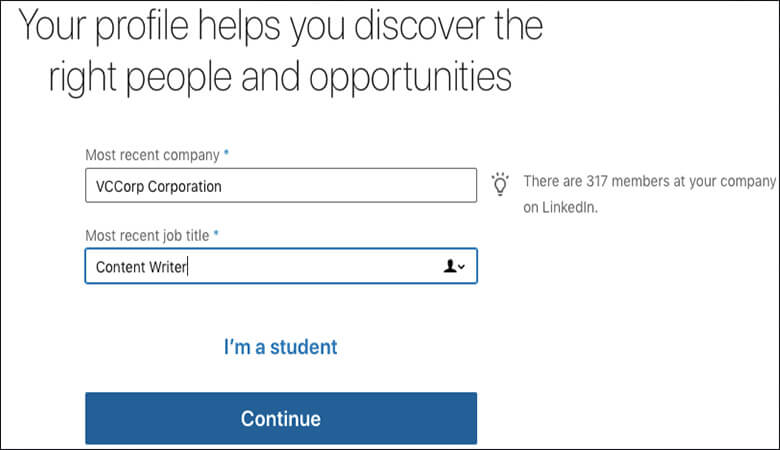 Your profile helps you discover the
right people and opportunities
Most recent company *
VCCorp Corporation
There are 317 members at your company
on LinkedIn.
Most recent job title *
Content Writer
I'm a student
Continue